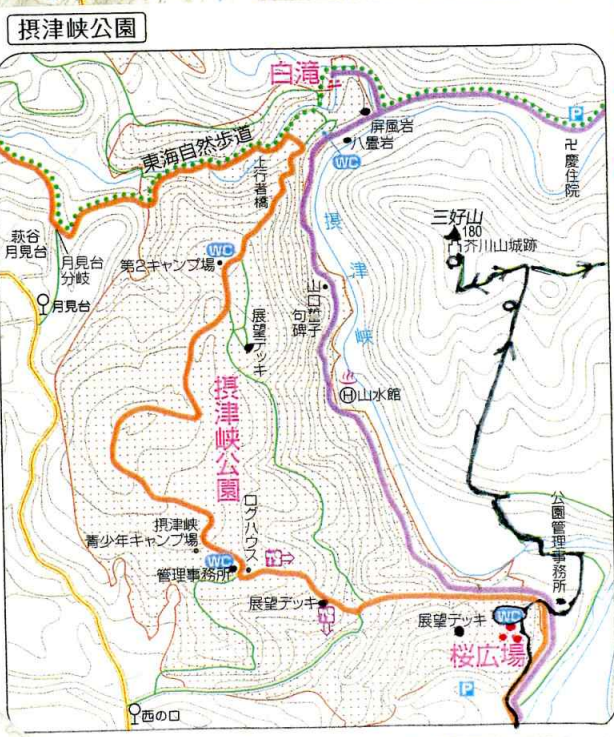 摂津峡公園
白滝
P
屏風岩
八畳岩
WC
卍 慶住院
東海自然歩道
上行者橋
三好山
180
芥川山城跡
萩谷
月見台
月見台
分岐
WC
第2キャンプ場
摂津峡
月見台
山口誓子
句碑
展望デッキ
H 山水館
摂津峡公園
ログハウス
摂津峡
青少年キャンプ場
WC
管理事務所
公園管理事務所
展望デッキ
WC
展望デッキ
桜広場
P
西の口